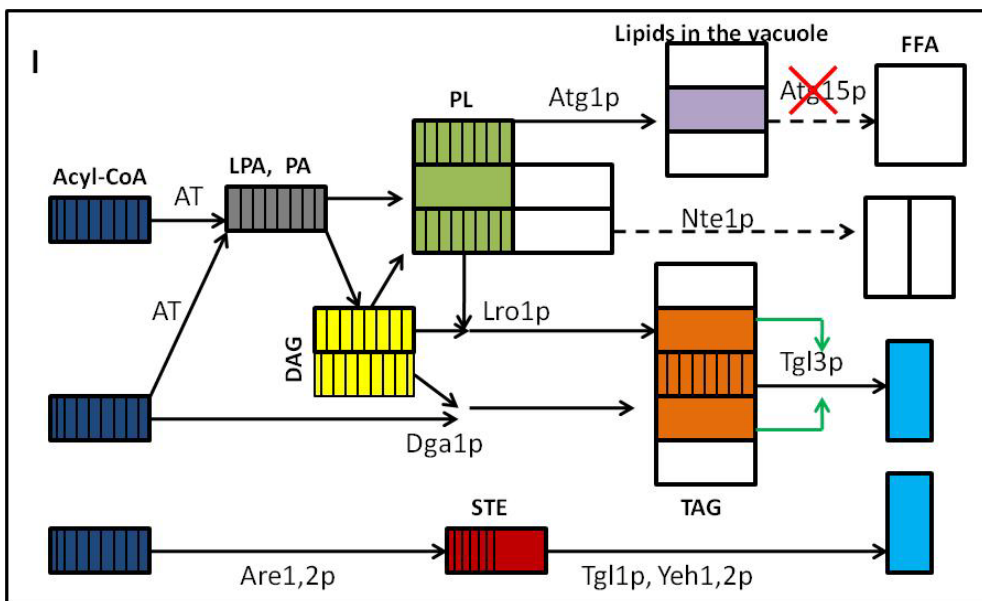 I
Lipids in the vacuole
FFA
PL
Atg1p
Atg15p
Acyl-CoA
LPA, PA
AT
Nte1p
AT
DAG
Lro1p
Tgl3p
Dga1p
STE
TAG
Are1,2p
Tgl1p, Yeh1,2p